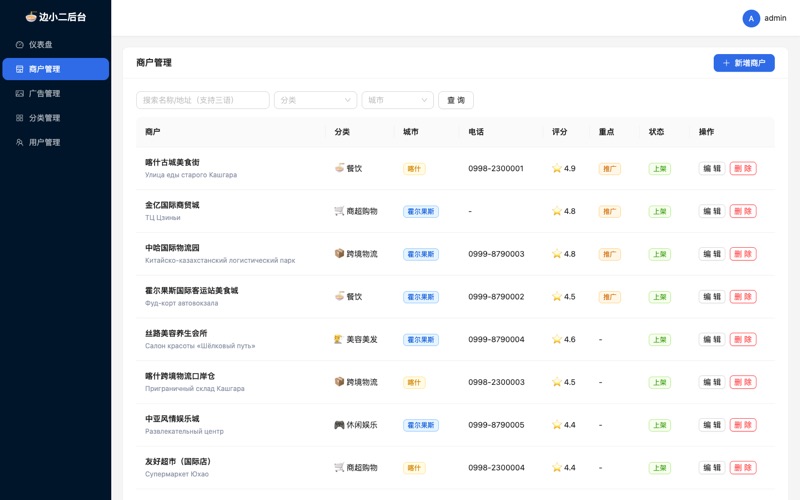 边小二后台
仪表盘
商户管理
广告管理
分类管理
用户管理
A admin
商户管理
新增商户
搜索名称/地址（支持三语） 分类 城市 查 询
商户 分类 城市 电话 评分 重点 状态 操作
喀什古城美食街
Улица еды старого Кашгара
餐饮 喀什 0998-2300001 4.9 推广 上架 编 辑 删 除
金亿国际商贸城
ТЦ Цзиньи
商超购物 霍尔果斯 - 4.8 推广 上架 编 辑 删 除
中哈国际物流园
Китайско-казахстанский логистический парк
跨境物流 霍尔果斯 0999-8790003 4.8 推广 上架 编 辑 删 除
霍尔果斯国际客运站美食城
Фуд-корт автовокзала
餐饮 霍尔果斯 0999-8790002 4.5 推广 上架 编 辑 删 除
丝路美容养生会所
Салон красоты «Шёлковый путь»
美容美发 霍尔果斯 0999-8790004 4.6 - 上架 编 辑 删 除
喀什跨境物流口岸仓
Приграничный склад Кашгара
跨境物流 喀什 0998-2300003 4.5 - 上架 编 辑 删 除
中亚风情娱乐城
Развлекательный центр
休闲娱乐 霍尔果斯 0999-8790005 4.4 - 上架 编 辑 删 除
友好超市（国际店）
Супермаркет Юхао
商超购物 喀什 0998-2300004 4.4 - 上架 编 辑 删 除